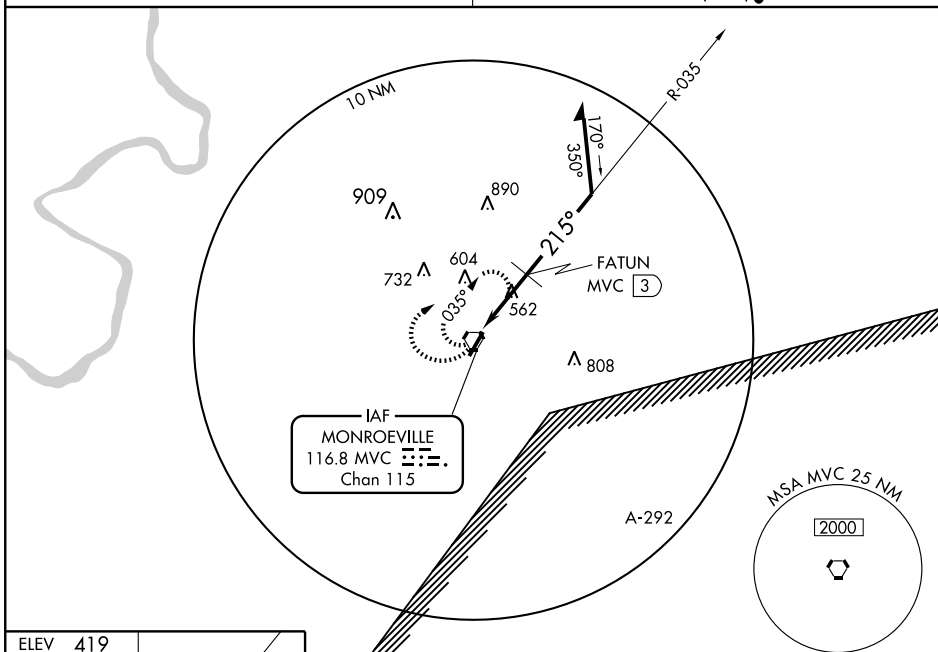 10 NM
R-035
170°
350°
909
890
215°
604
732
FATUN
MVC 3
035°
562
808
IAF
MONROEVILLE
116.8 MVC
Chan 115
MSA MVC 25 NM
2000
A-292
ELEV 419